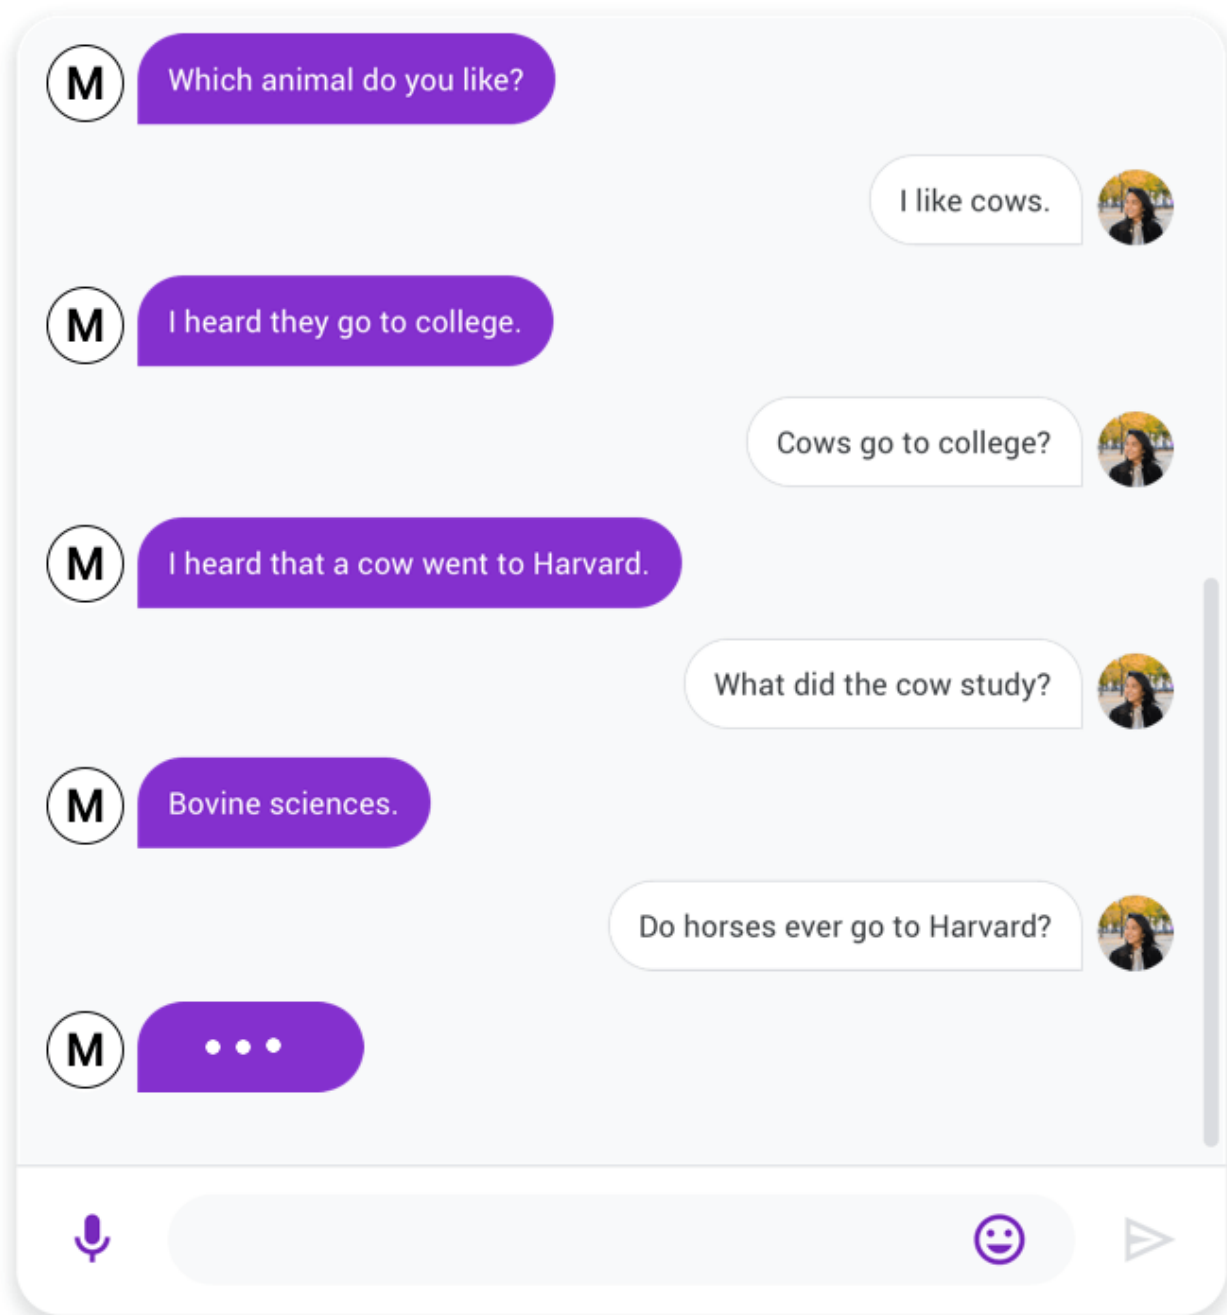 M
Which animal do you like?
I like cows.
M
I heard they go to college.
Cows go to college?
M
I heard that a cow went to Harvard.
What did the cow study?
M
Bovine sciences.
Do horses ever go to Harvard?
M